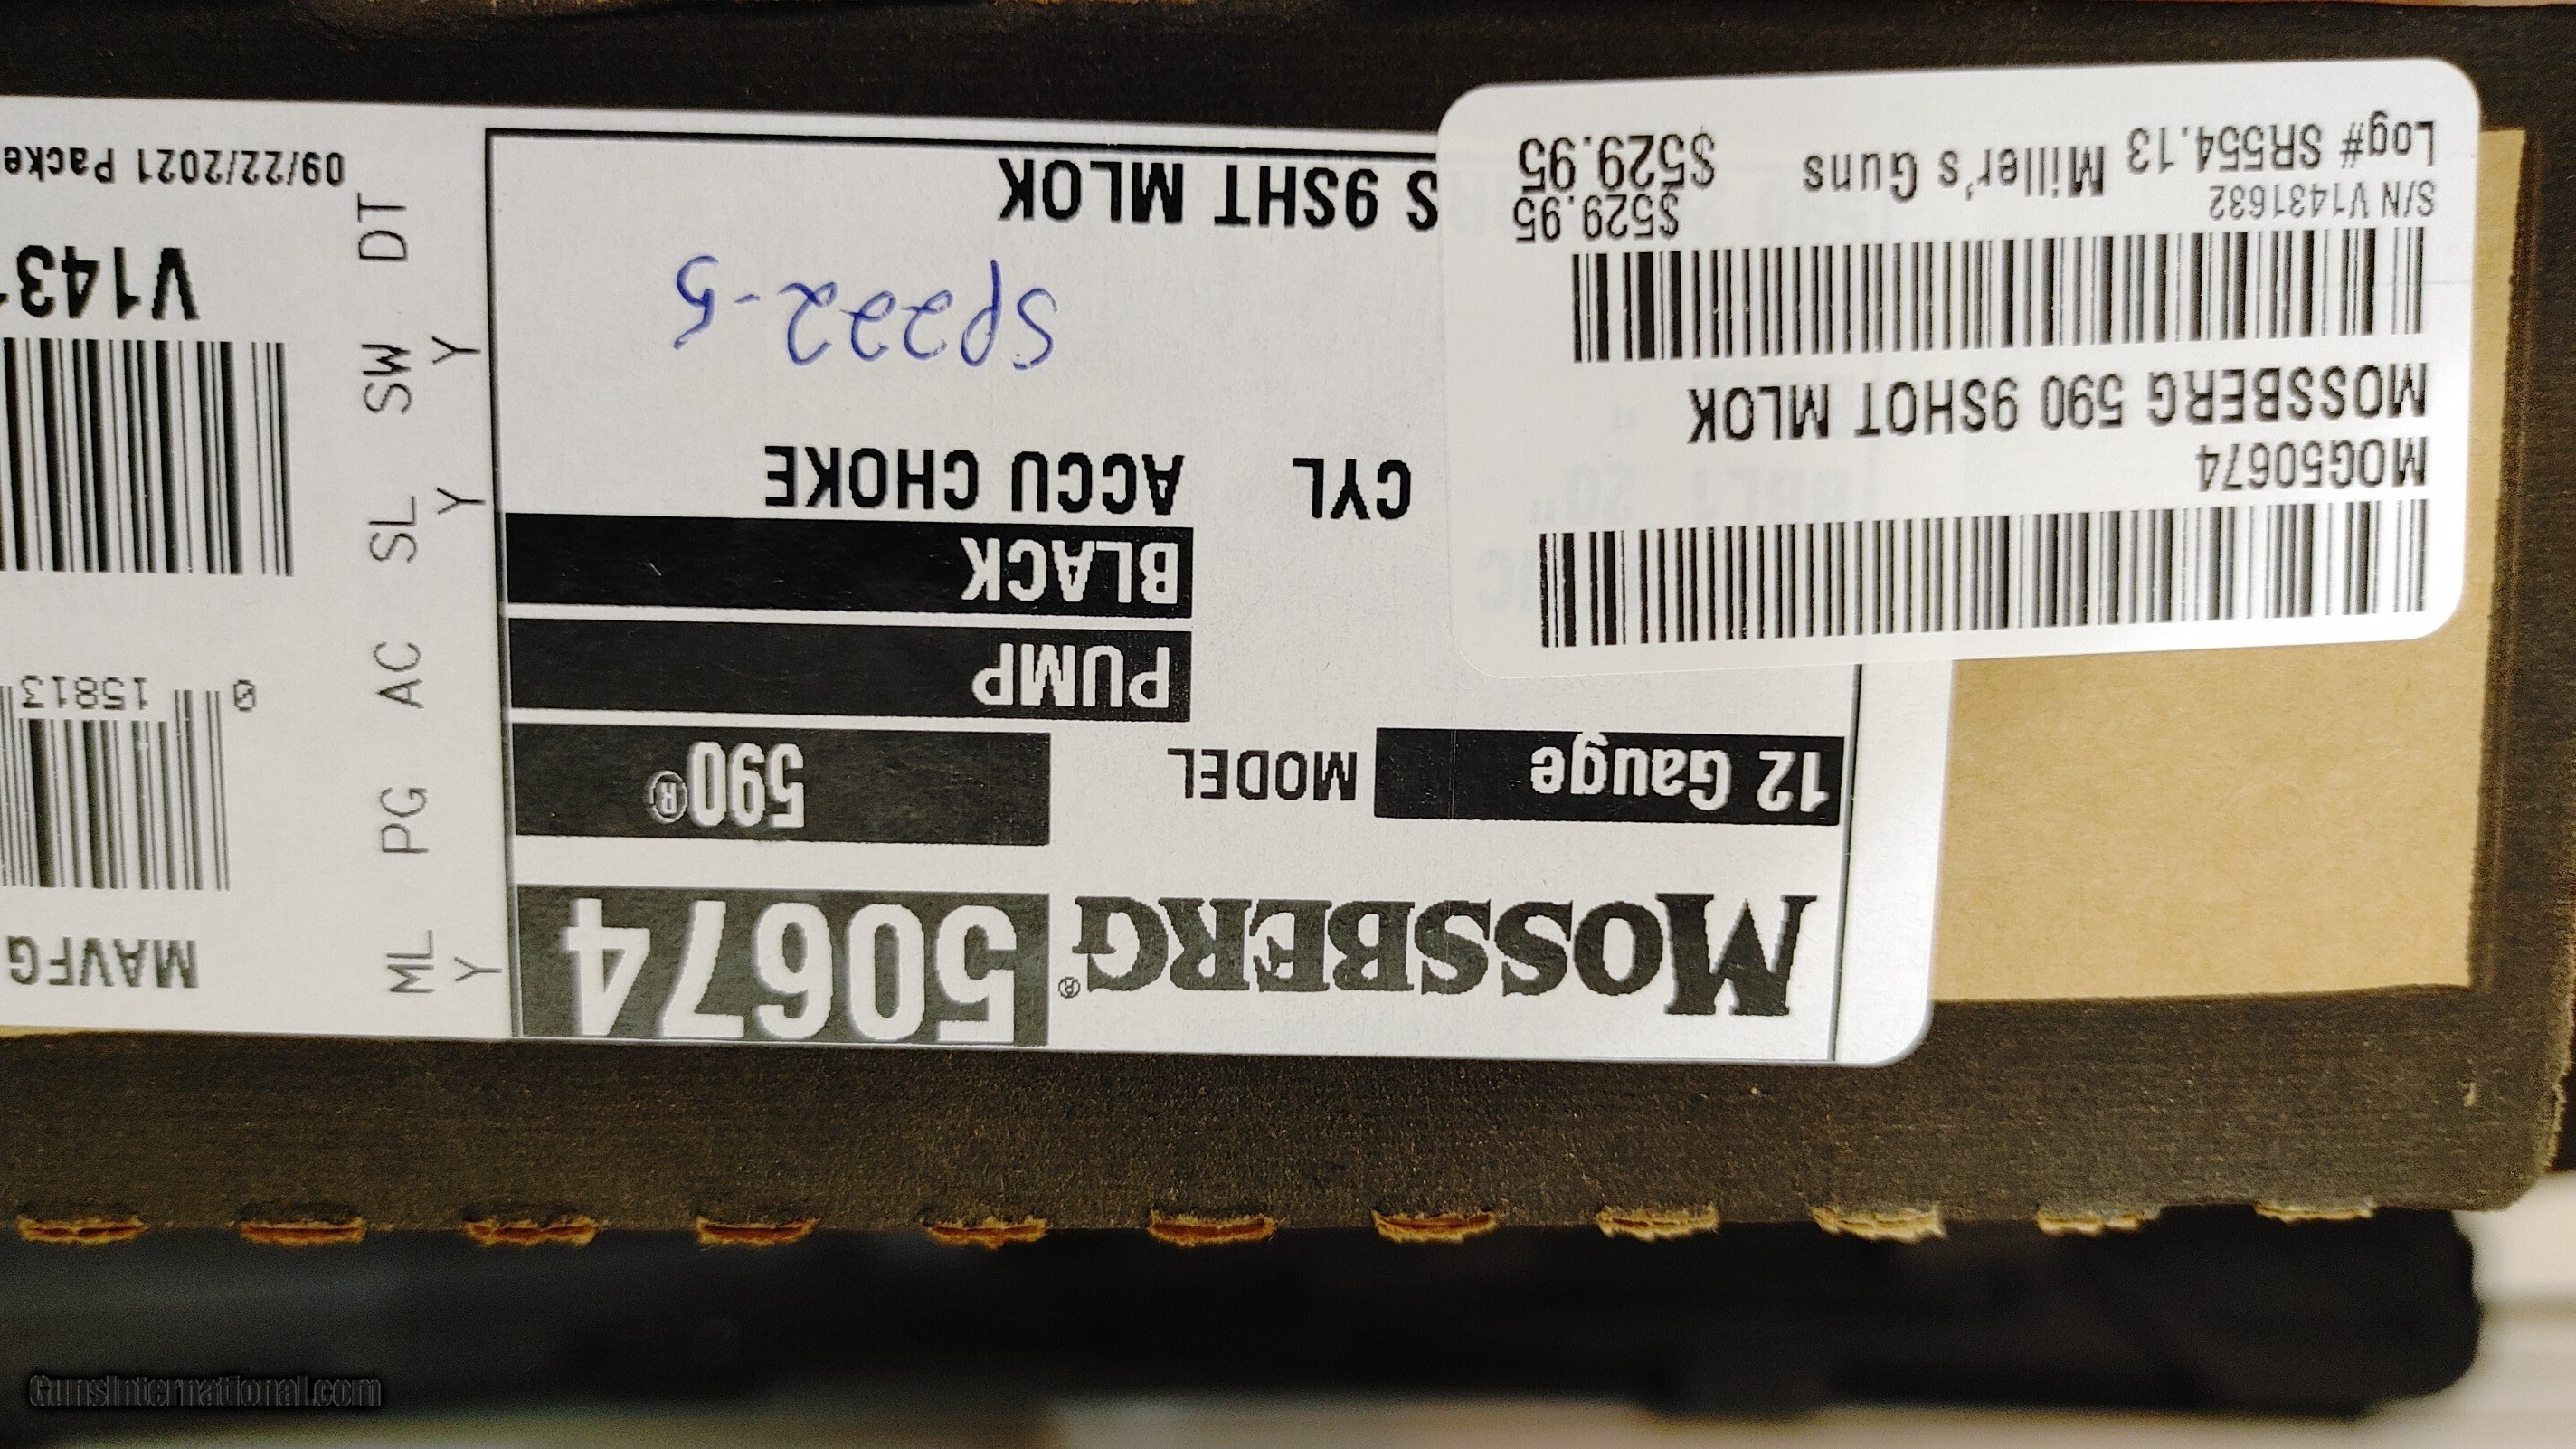 MOSSBERG® 50674
12 Gauge MODEL 590®
PUMP
BLACK
CYL ACCU CHOKE
SP222-5
S 9SHT MLOK
MOG50674
MOSSBERG 590 9SHOT MLOK
S/N V1431632 $529.95
Log# SR554.13 Miller's Guns $529.95
ML PG AC SL SW DT
Y Y Y
MAVFG
0 15813
V143
09/22/2021 Packe
GunsInternational.com